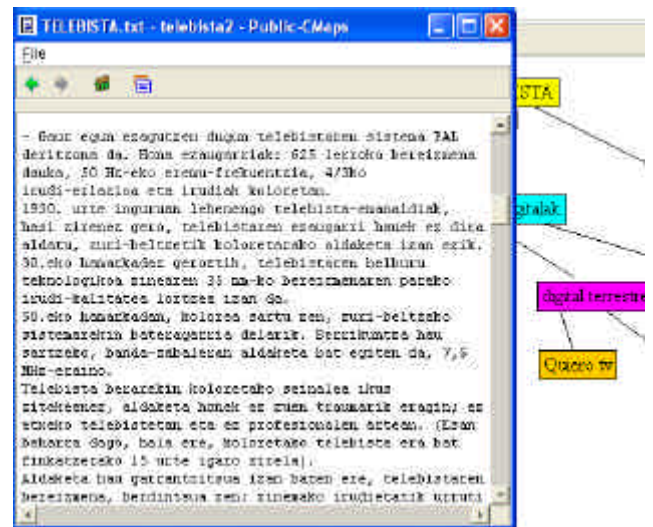 TELEBISTA.txt - telebista2 - Public-CMaps
File
- Gaur egun ezagutzen dugun telebistaren sistema PAL
deritzona da. Hona ezaugarriak: 625 lerroko bereizmena
dauka, 50 Hz-eko eremu-frekuentzia, 4/3ko
irudi-erlazioa eta irudiak koloretan.
1930. urte inguruan lehenengo telebista-emanaldiak
hasi zirenez gero, telebistaren ezaugarri hauek ez dira
aldatu, zuri-beltzetik koloretarako aldaketa izan ezik.
30.eko hamarkadaz geroztik, telebistaren helburu
teknologikoa zinearen 35 mm-ko bereizmenaren pareko
irudi-kalitatea lortzea izan da.
50.eko hamarkadan, kolorea sartu zen, zuri-beltzeko
sistemarekin bateragarria delarik. Berrikuntza hau
sartzeko, banda-zabaleran aldaketa bat egiten da, 7,5
MHz-eraino.
Telebista berarekin koloretako seinalea ikus
zitekeenez, aldaketa honek ez zuen traumarik eragin; ez
etxeko telebistetan eta ez profesionalen artean. (Esan
beharra dago, hala ere, koloretako telebista era bat
finkatzerako 15 urte igaro zirela).
Aldaketa hau garrantzitsua izan baren ere, telebistaren
bereizmena, berdintsua zen: zinemako irudietatik urruti
ISTA
gitalak
digital terrestre
Quiero tv